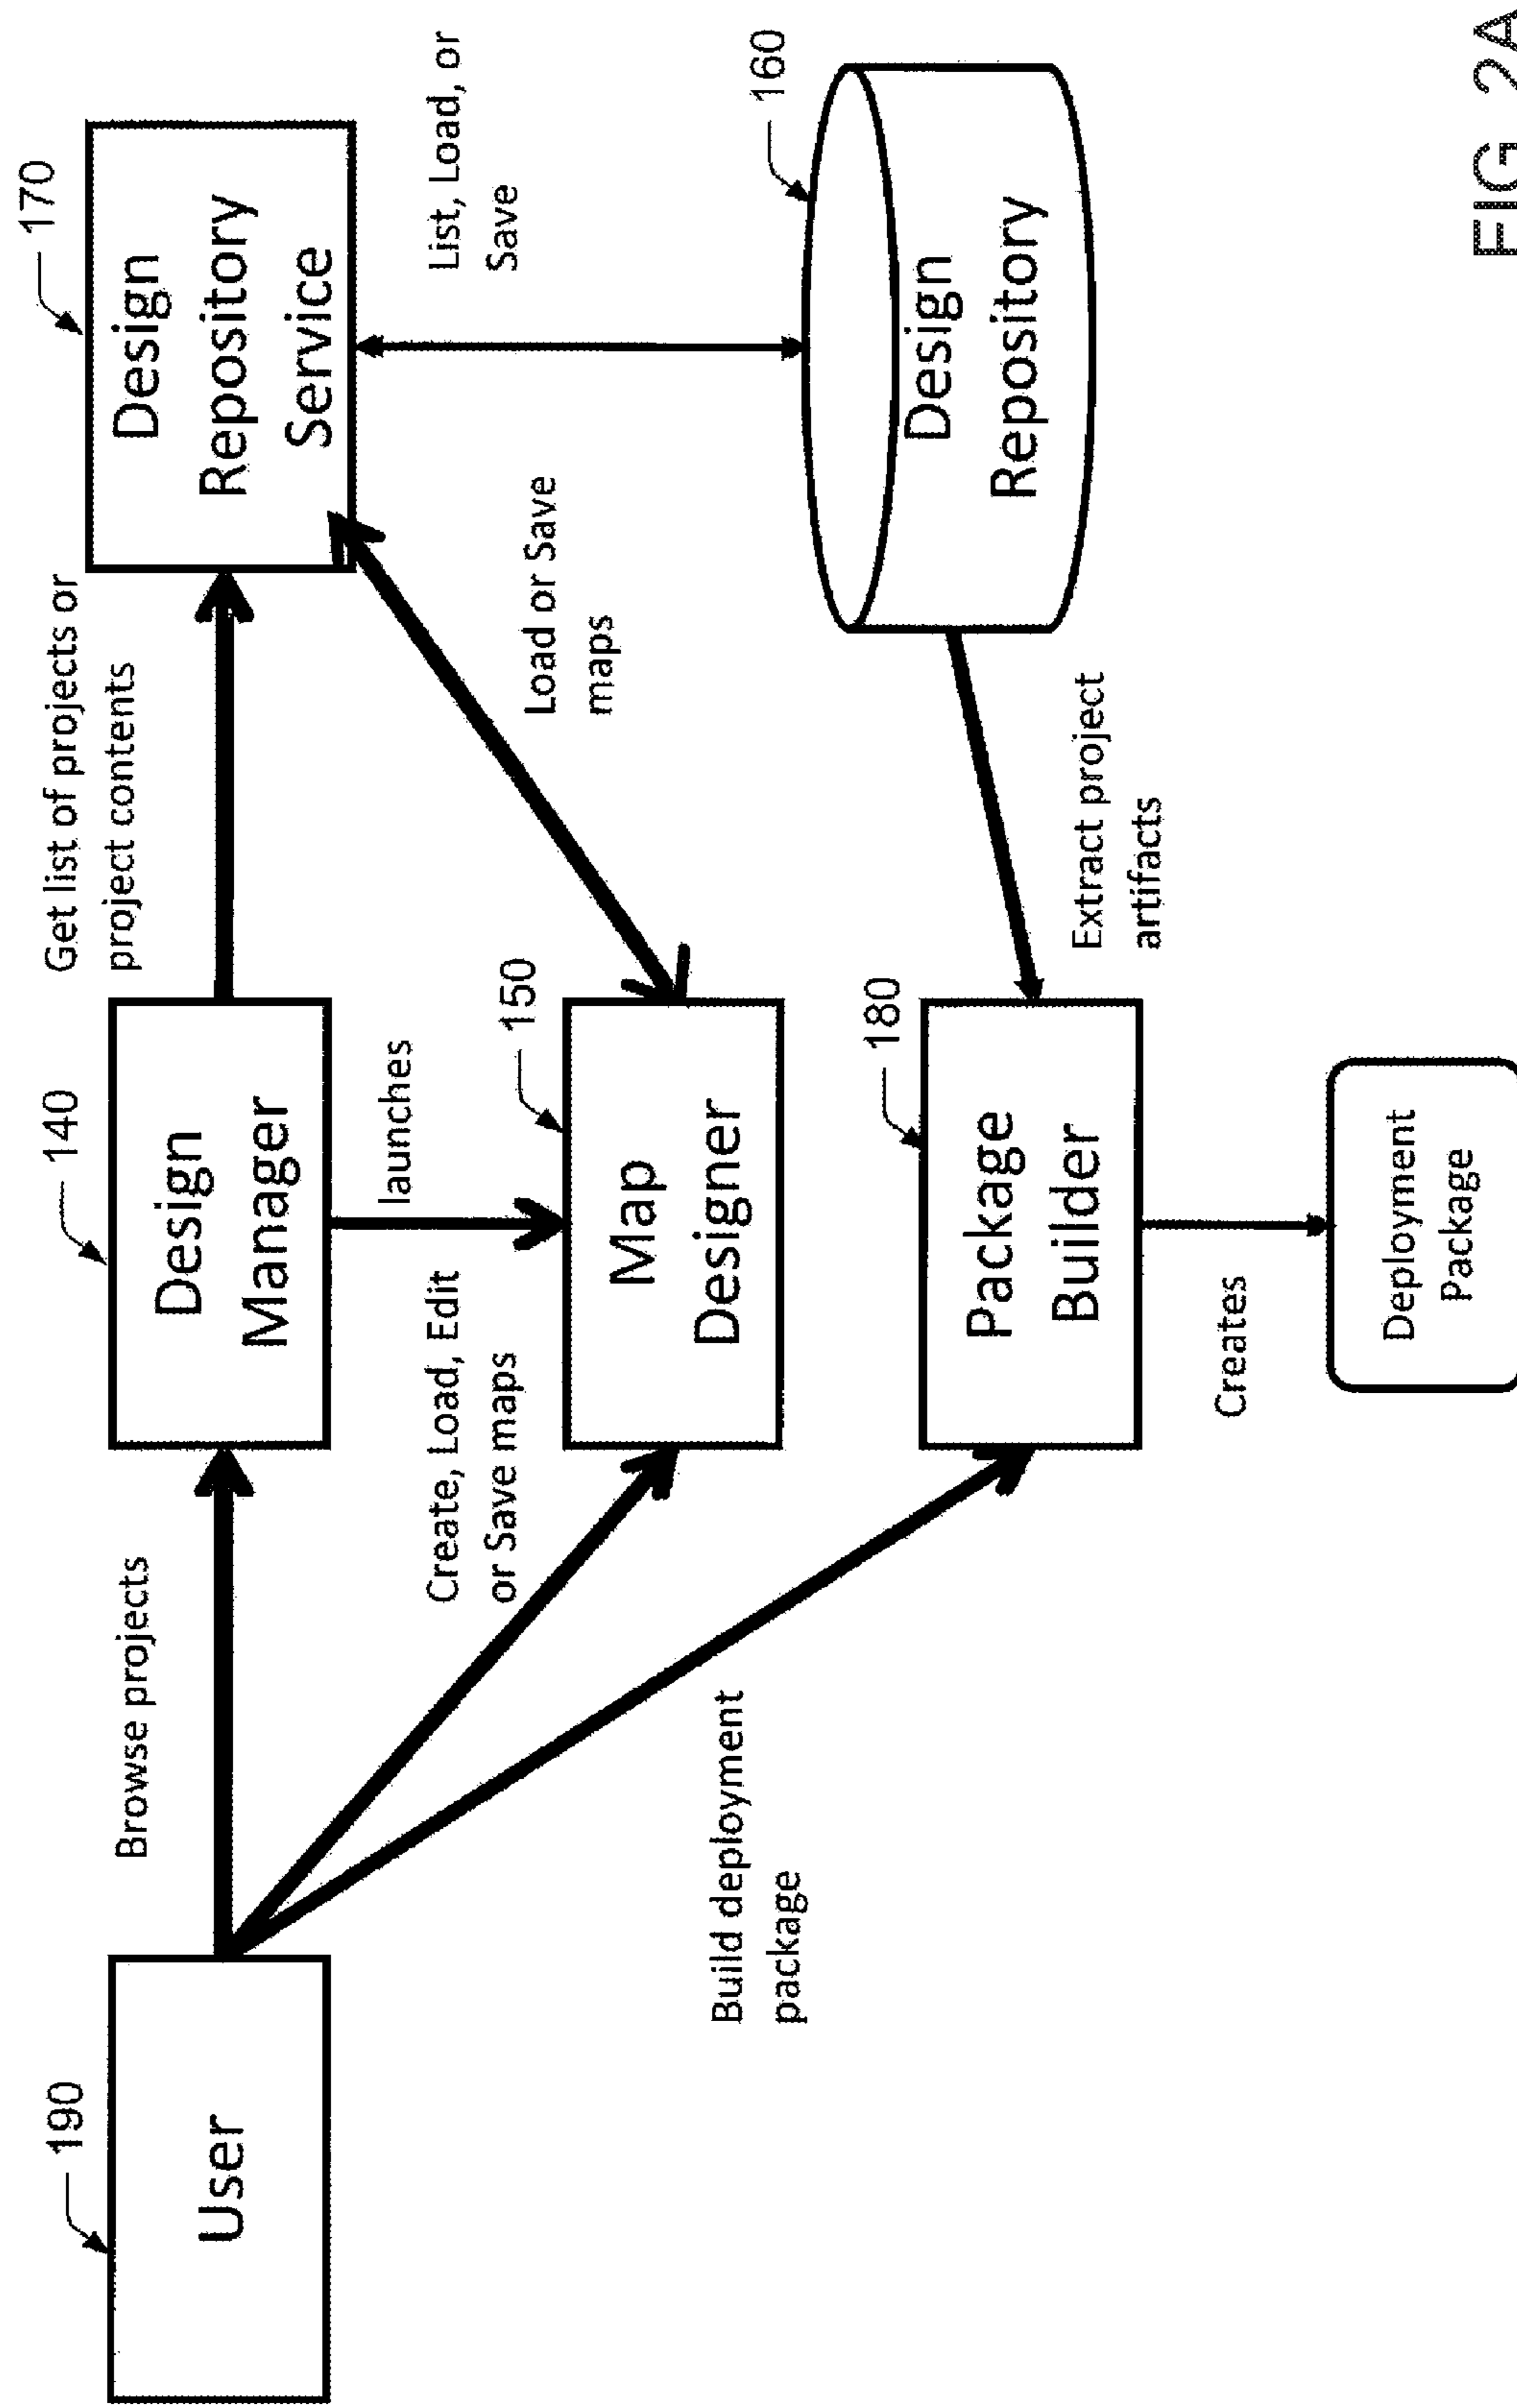 190
User
Browse projects
140
Design
Manager
Get list of projects or
project contents
170
Design
Repository
Service
launches
Create, Load, Edit
or Save maps
150
Map
Designer
Load or Save
maps
List, Load, or
Save
160
Design
Repository
Build deployment
package
180
Package
Builder
Extract project
artifacts
Creates
Deployment
Package
FIG. 2A